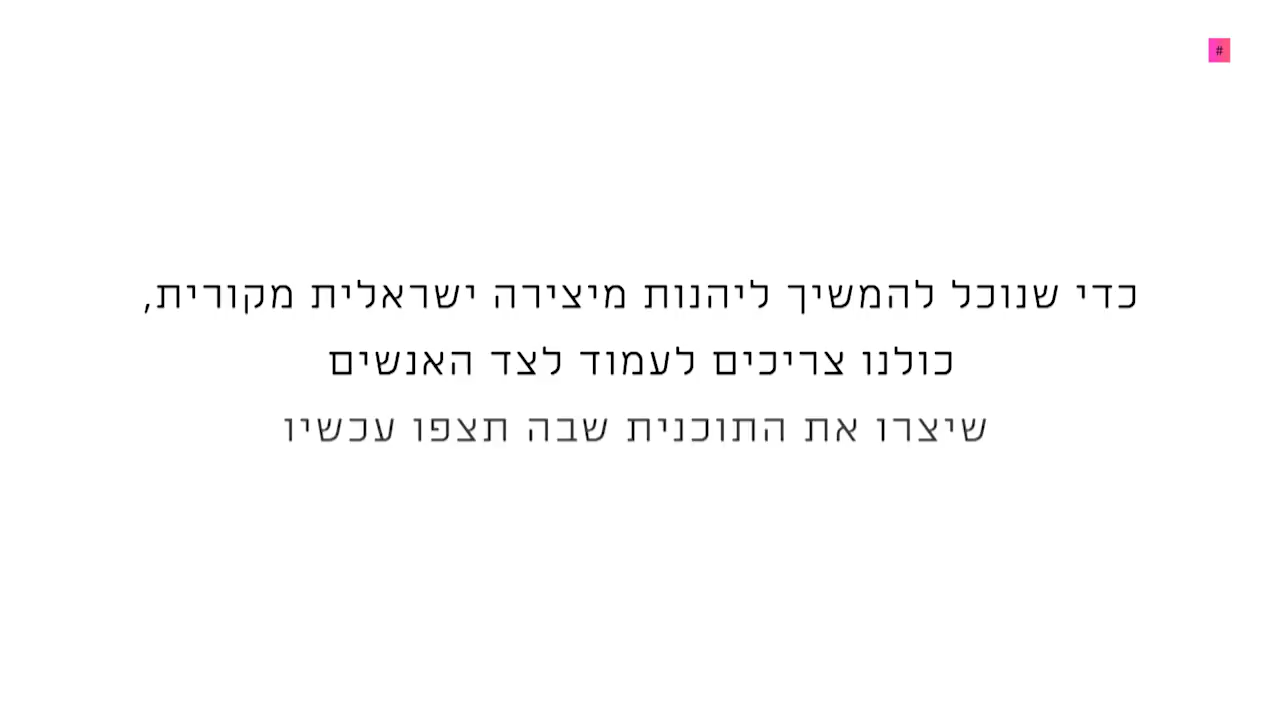 #
כדי שנוכל להמשיך ליהנות מיצירה ישראלית מקורית,
כולנו צריכים לעמוד לצד האנשים
שיצרו את התוכנית שבה תצפו עכשיו